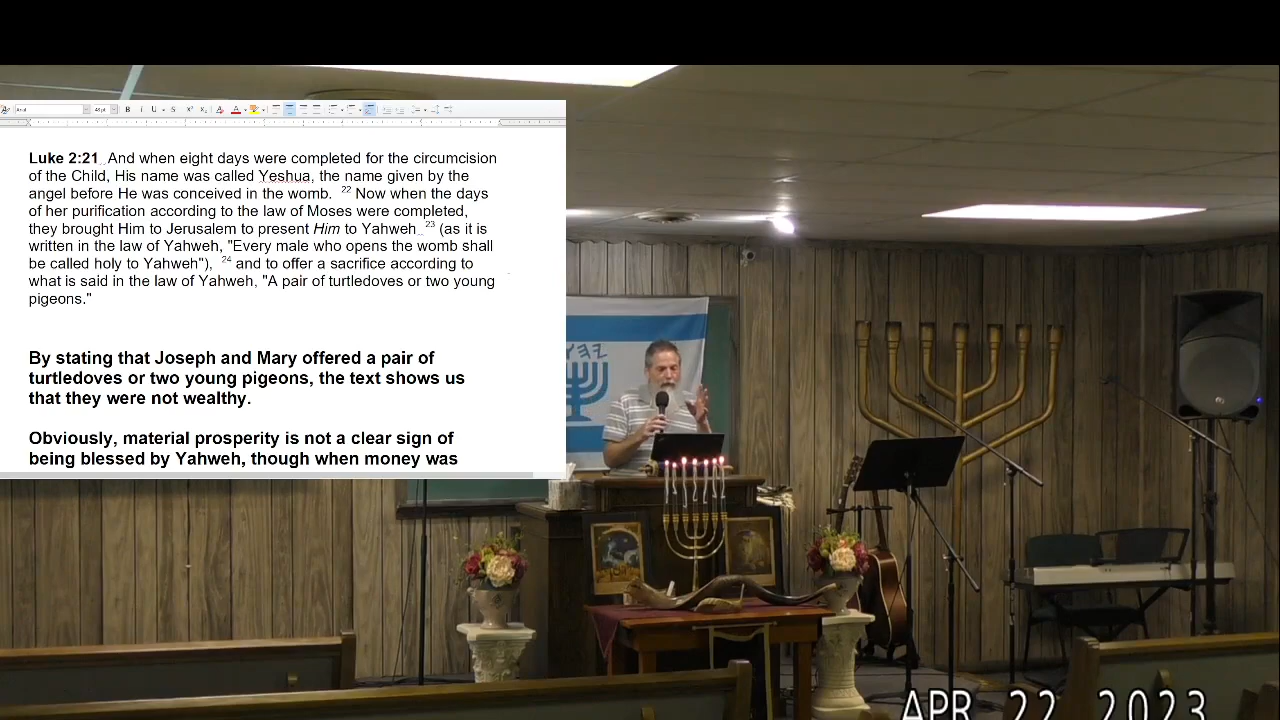 Luke 2:21 And when eight days were completed for the circumcision
of the Child, His name was called Yeshua, the name given by the
angel before He was conceived in the womb. 22 Now when the days
of her purification according to the law of Moses were completed,
they brought Him to Jerusalem to present Him to Yahweh 23 (as it is
written in the law of Yahweh, "Every male who opens the womb shall
be called holy to Yahweh"), 24 and to offer a sacrifice according to
what is said in the law of Yahweh, "A pair of turtledoves or two young
pigeons."
By stating that Joseph and Mary offered a pair of
turtledoves or two young pigeons, the text shows us
that they were not wealthy.
Obviously, material prosperity is not a clear sign of
being blessed by Yahweh, though when money was
APR 22 2023